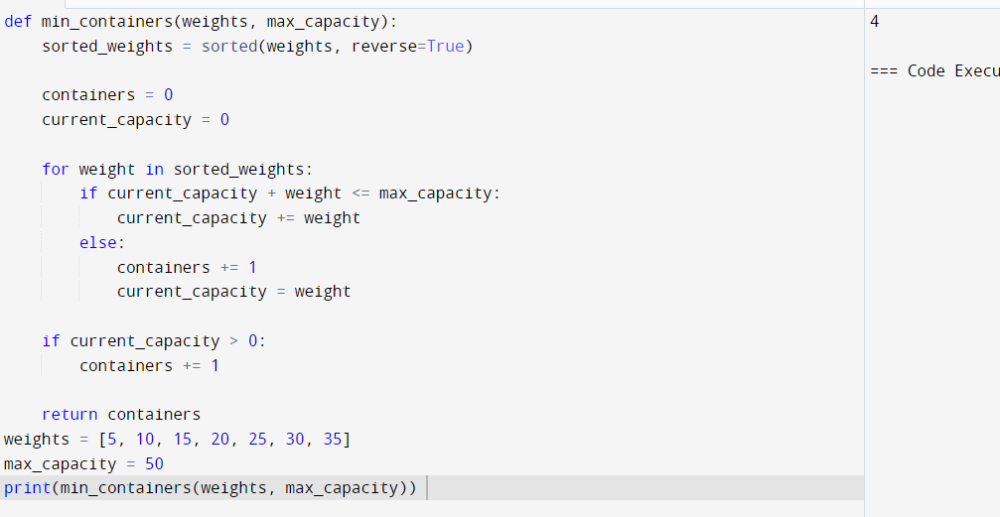 def min_containers(weights, max_capacity):
    sorted_weights = sorted(weights, reverse=True)
    containers = 0
    current_capacity = 0
    for weight in sorted_weights:
        if current_capacity + weight <= max_capacity:
            current_capacity += weight
        else:
            containers += 1
            current_capacity = weight
    if current_capacity > 0:
        containers += 1
    return containers
weights = [5, 10, 15, 20, 25, 30, 35]
max_capacity = 50
print(min_containers(weights, max_capacity))
4
=== Code Execu